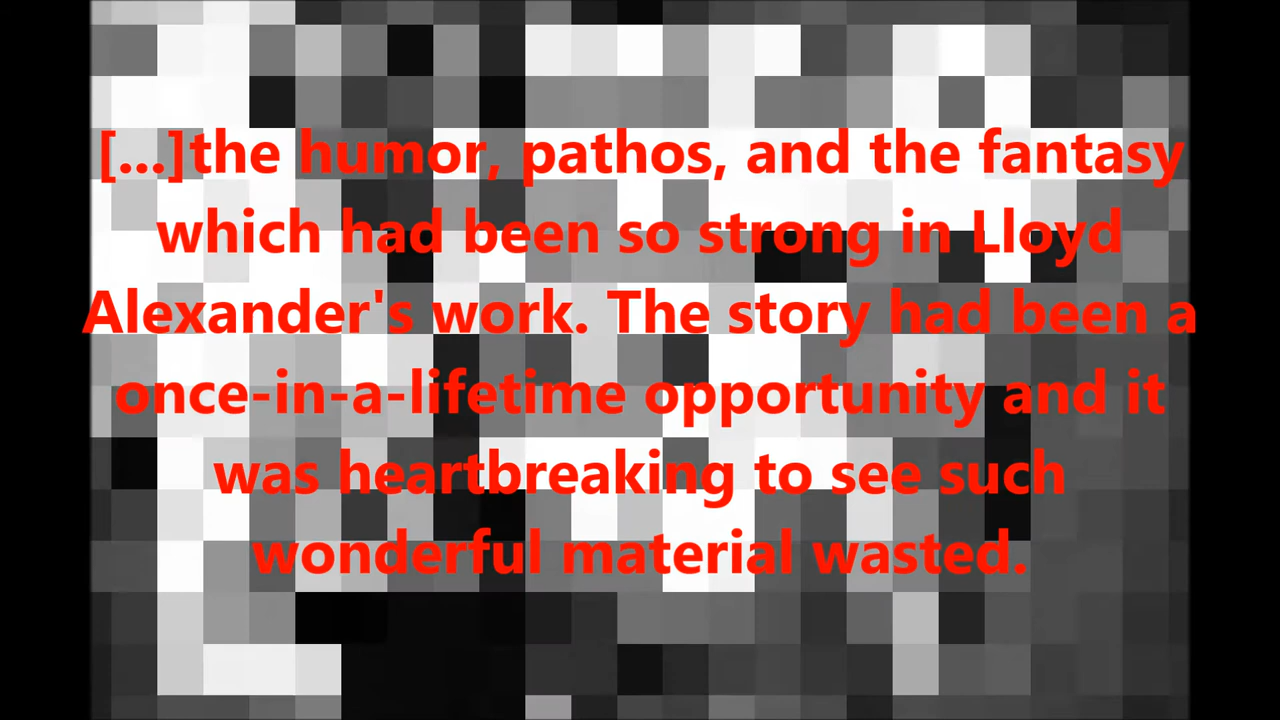 [...]the humor, pathos, and the fantasy
which had been so strong in Lloyd
Alexander's work. The story had been a
once-in-a-lifetime opportunity and it
was heartbreaking to see such
wonderful material wasted.